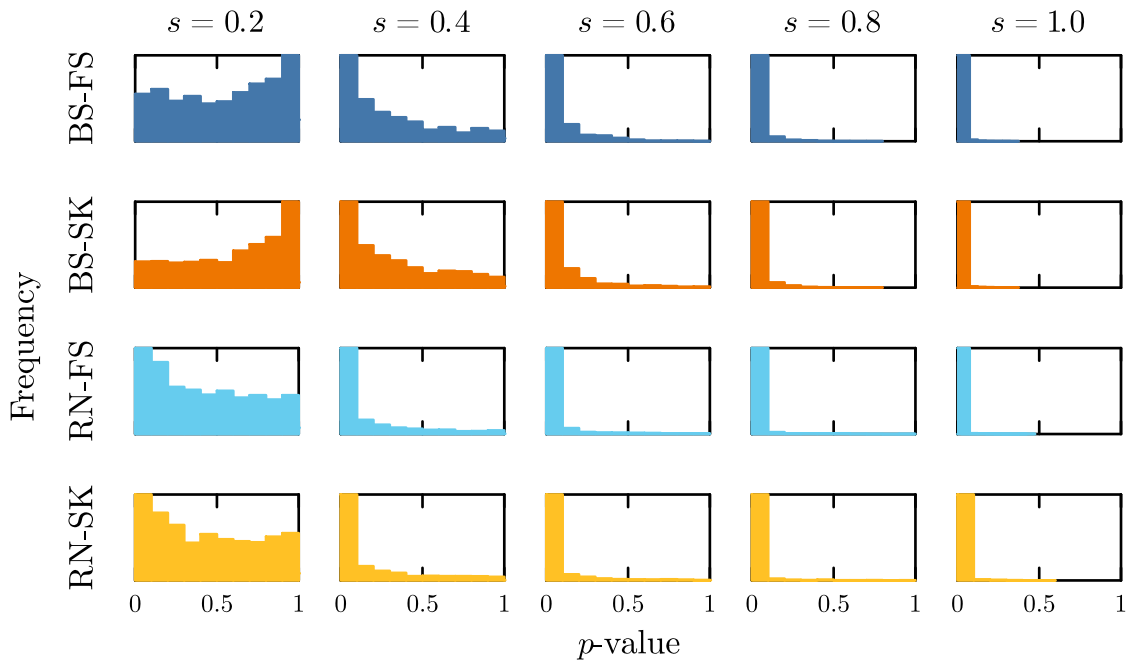 s = 0.2 s = 0.4 s = 0.6 s = 0.8 s = 1.0
BS-FS
BS-SK
Frequency
RN-FS
RN-SK
0 0.5 1 0 0.5 1 0 0.5 1 0 0.5 1 0 0.5 1
p-value